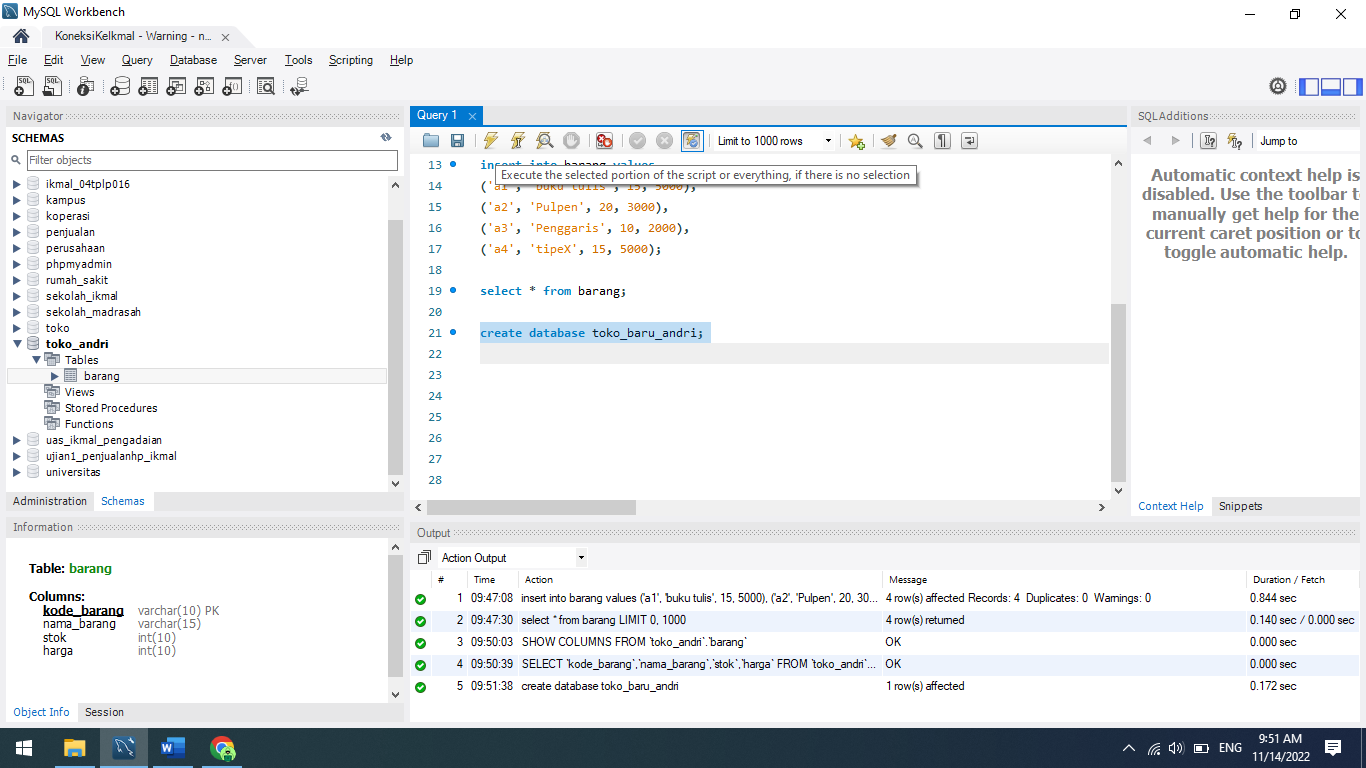 MySQL Workbench
KoneksiKelkmal - Warning - n...
File Edit View Query Database Server Tools Scripting Help
Navigator
SCHEMAS
Filter objects
ikmal_04tplp016
kampus
koperasi
penjualan
perusahaan
phpmyadmin
rumah_sakit
sekolah_ikmal
sekolah_madrasah
toko
toko_andri
Tables
barang
Views
Stored Procedures
Functions
uas_ikmal_pengadaian
ujian1_penjualanhp_ikmal
universitas
Administration Schemas
Information
Table: barang
Columns:
kode_barang varchar(10) PK
nama_barang varchar(15)
stok int(10)
harga int(10)
Object Info Session
Query 1
Limit to 1000 rows
13 insert into barang values
Execute the selected portion of the script or everything, if there is no selection
14 ('a1' 'buku tulis', 15, 5000),
15 ('a2', 'Pulpen', 20, 3000),
16 ('a3', 'Penggaris', 10, 2000),
17 ('a4', 'tipeX', 15, 5000);
18
19 select * from barang;
20
21 create database toko_baru_andri;
22
23
24
25
26
27
28
SQLAdditions
Jump to
Automatic context help is
disabled. Use the toolbar t
manually get help for the
current caret position or to
toggle automatic help.
Context Help Snippets
Output
Action Output
# Time Action Message Duration / Fetch
1 09:47:08 insert into barang values ('a1', 'buku tulis', 15, 5000), ('a2', 'Pulpen', 20, 30... 4 row(s) affected Records: 4 Duplicates: 0 Warnings: 0 0.844 sec
2 09:47:30 select * from barang LIMIT 0, 1000 4 row(s) returned 0.140 sec / 0.000 sec
3 09:50:03 SHOW COLUMNS FROM `toko_andri`.`barang` OK 0.000 sec
4 09:50:39 SELECT `kode_barang`,`nama_barang`,`stok`,`harga` FROM `toko_andri`... OK 0.000 sec
5 09:51:38 create database toko_baru_andri 1 row(s) affected 0.172 sec
ENG
9:51 AM
11/14/2022